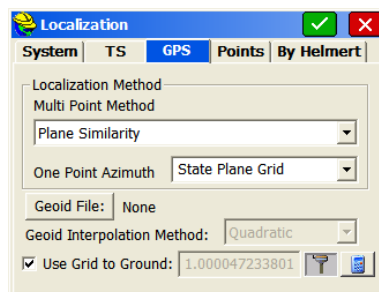 Localization
System TS GPS Points By Helmert
Localization Method
Multi Point Method
Plane Similarity
One Point Azimuth State Plane Grid
Geoid File: None
Geoid Interpolation Method: Quadratic
Use Grid to Ground: 1.000047233801